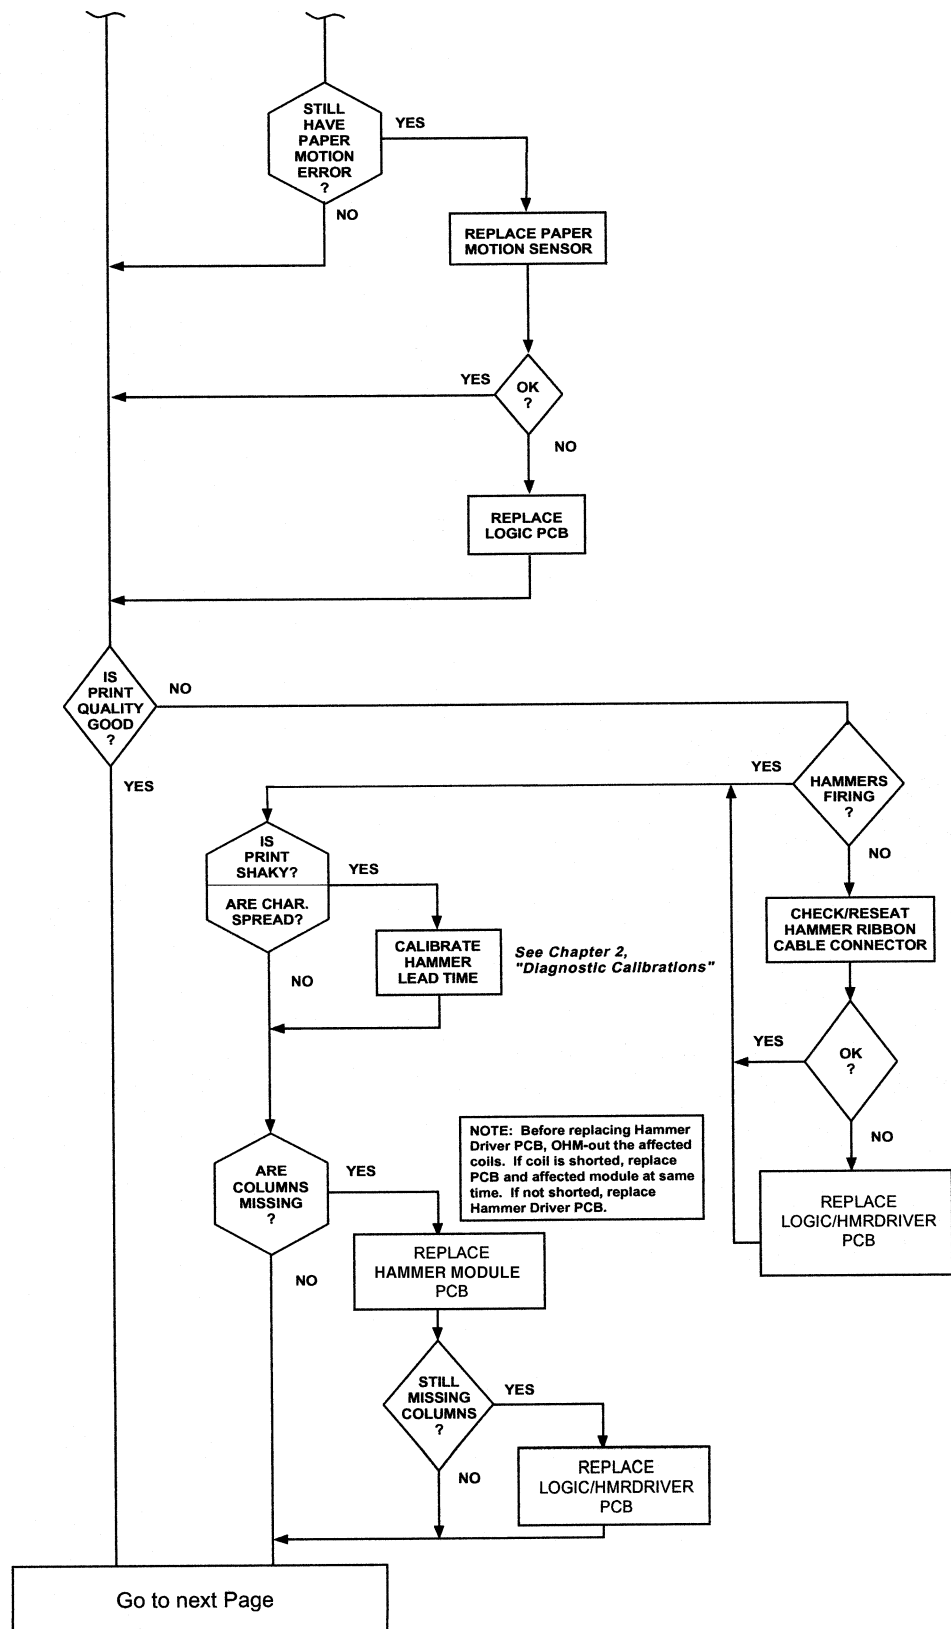 STILL
HAVE
PAPER
MOTION
ERROR
?
YES
NO
REPLACE PAPER
MOTION SENSOR
YES
OK
?
NO
REPLACE
LOGIC PCB
IS
PRINT
QUALITY
GOOD
?
NO
YES
YES
HAMMERS
FIRING
?
NO
IS
PRINT
SHAKY?
ARE CHAR.
SPREAD?
YES
NO
CALIBRATE
HAMMER
LEAD TIME
See Chapter 2,
"Diagnostic Calibrations"
CHECK/RESEAT
HAMMER RIBBON
CABLE CONNECTOR
YES
OK
?
NO
NOTE: Before replacing Hammer
Driver PCB, OHM-out the affected
coils. If coil is shorted, replace
PCB and affected module at same
time. If not shorted, replace
Hammer Driver PCB.
REPLACE
LOGIC/HMRDRIVER
PCB
ARE
COLUMNS
MISSING
?
YES
NO
REPLACE
HAMMER MODULE
PCB
STILL
MISSING
COLUMNS
?
YES
NO
REPLACE
LOGIC/HMRDRIVER
PCB
Go to next Page